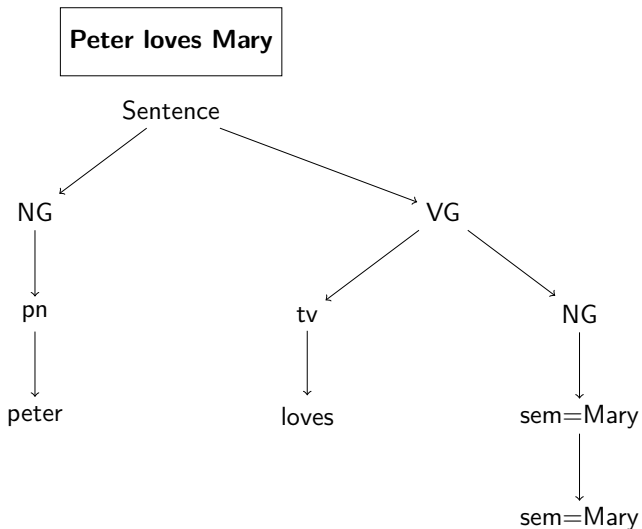 Peter loves Mary
Sentence
NG VG
pn tv NG
peter loves sem=Mary
sem=Mary